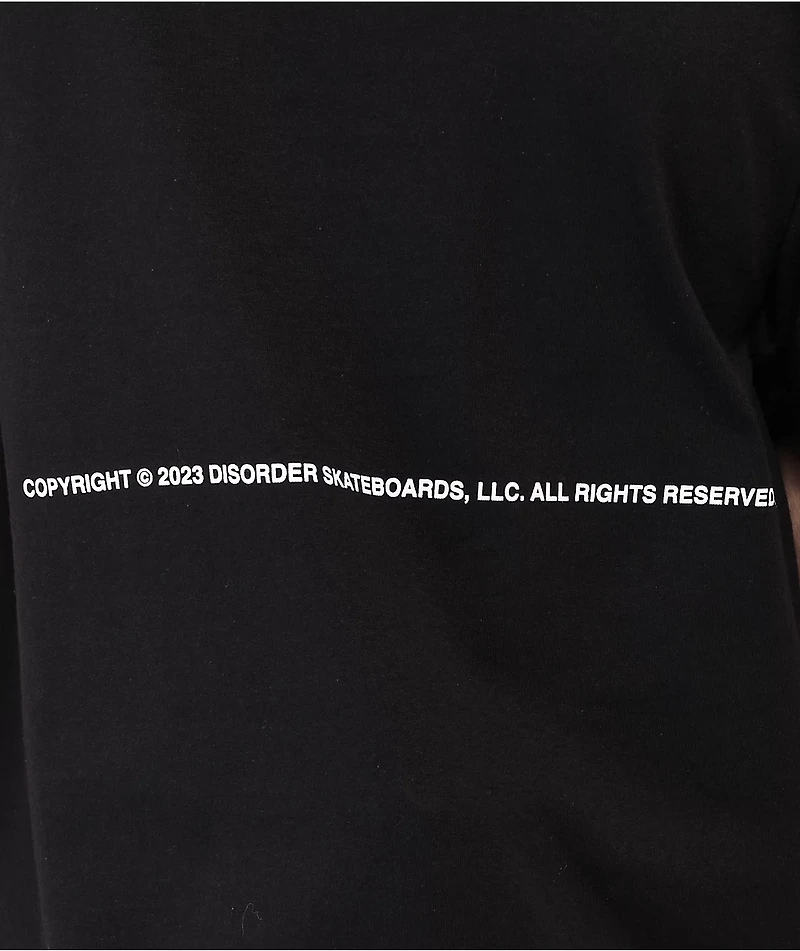 COPYRIGHT © 2023 DISORDER SKATEBOARDS, LLC. ALL RIGHTS RESERVED.